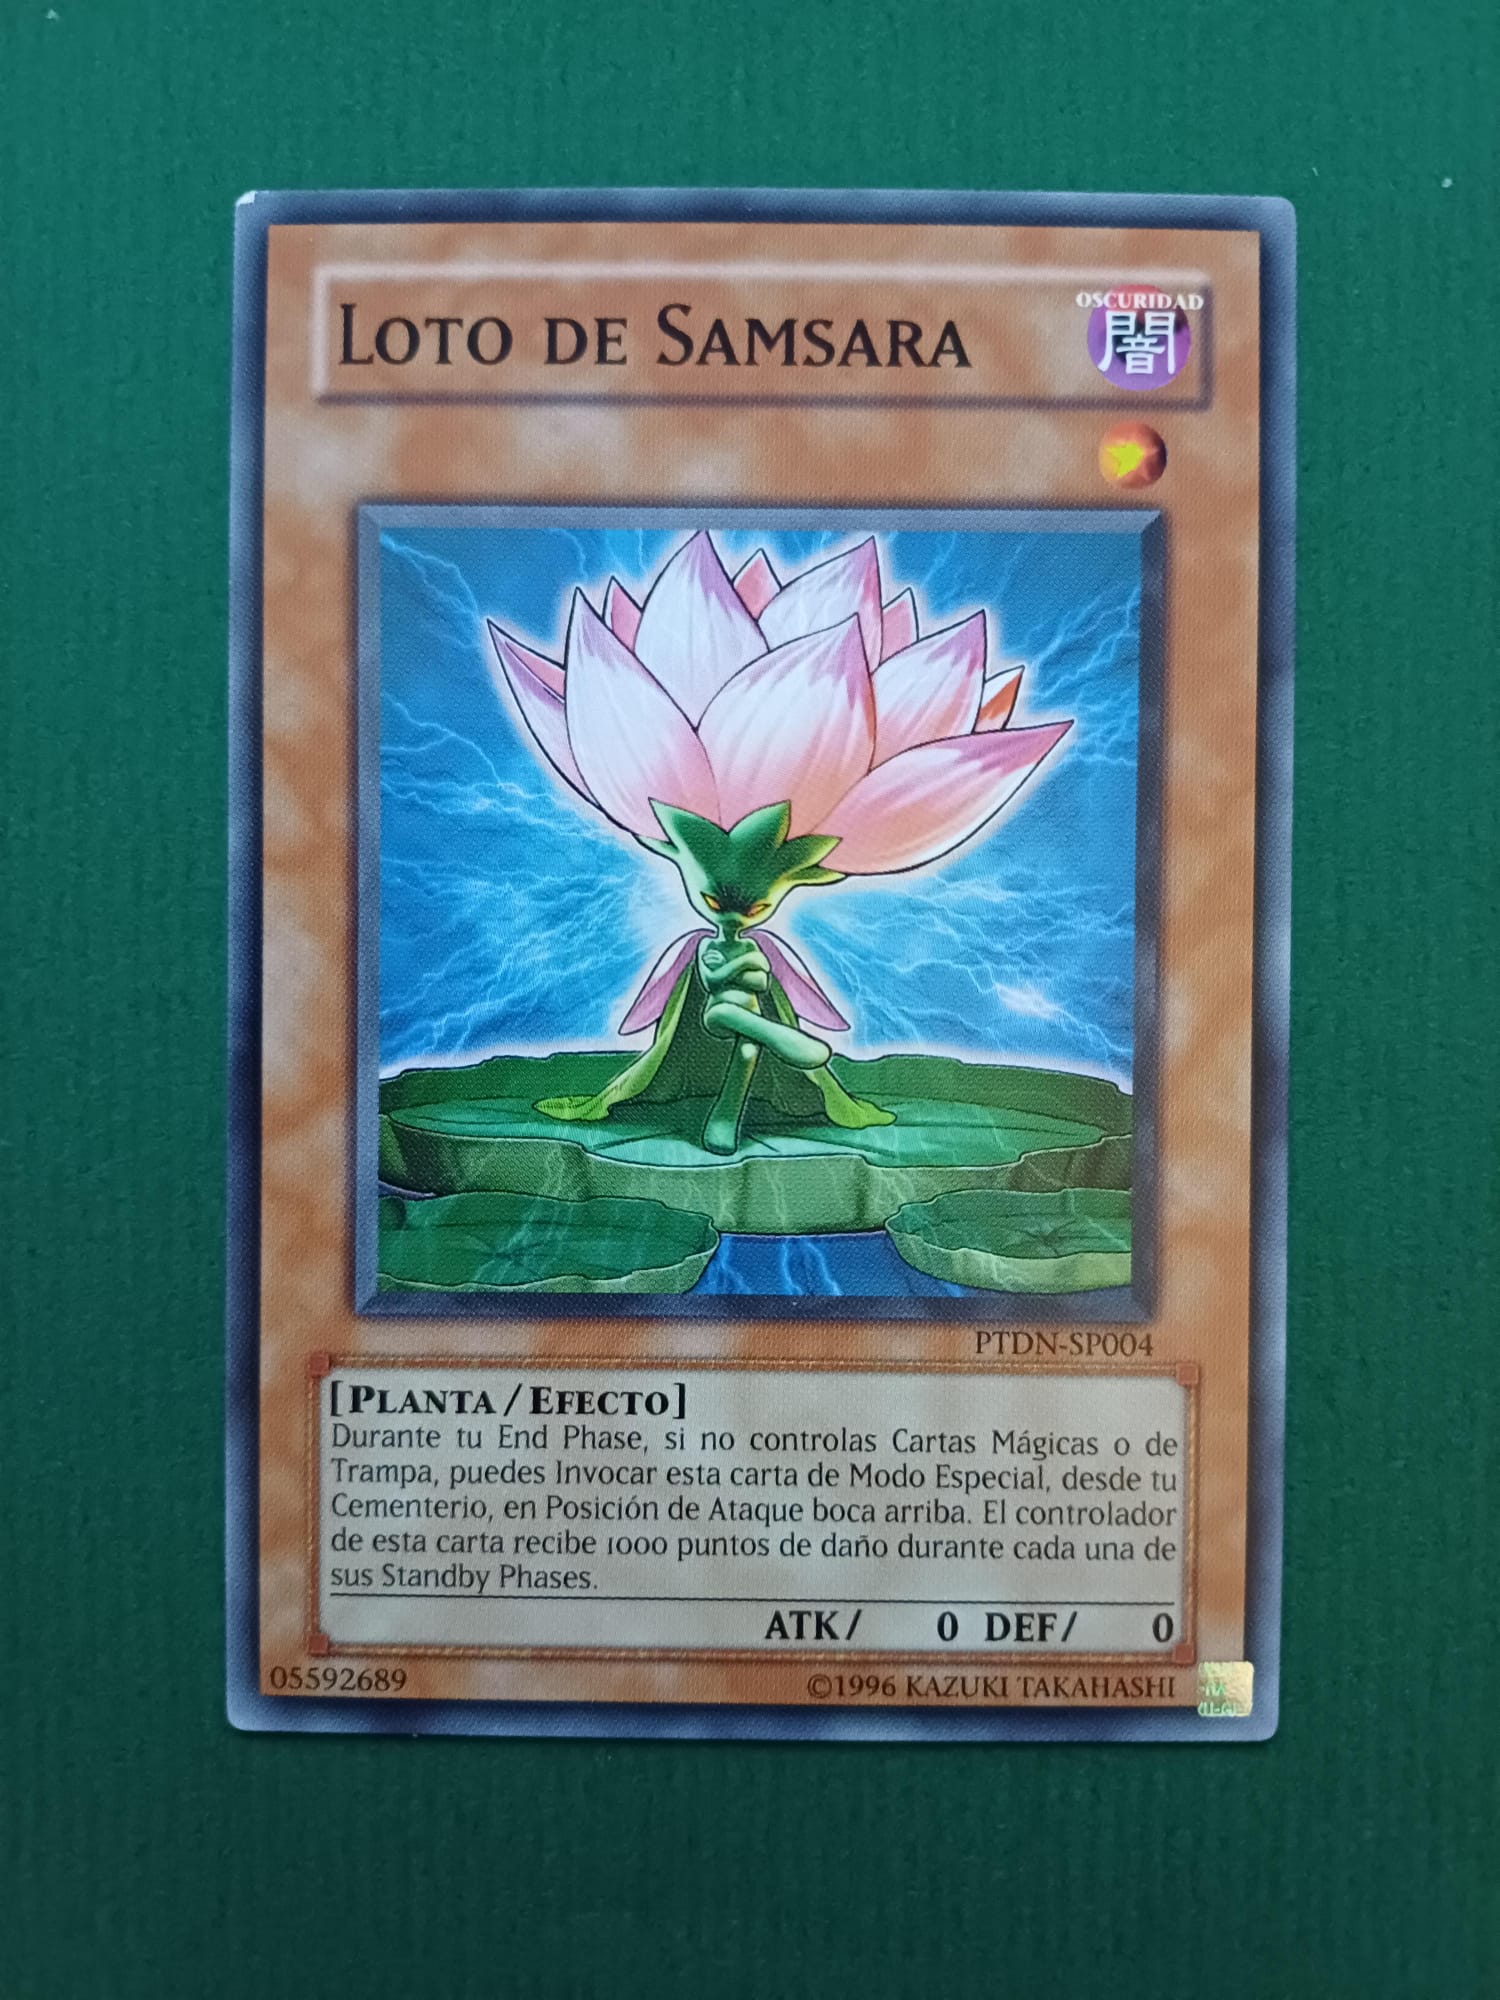 LOTO DE SAMSARA
OSCURIDAD
闇
PTDN-SP004
[PLANTA / EFECTO]
Durante tu End Phase, si no controlas Cartas Mágicas o de
Trampa, puedes Invocar esta carta de Modo Especial, desde tu
Cementerio, en Posición de Ataque boca arriba. El controlador
de esta carta recibe 1000 puntos de daño durante cada una de
sus Standby Phases.
ATK/ 0 DEF/ 0
05592689
©1996 KAZUKI TAKAHASHI